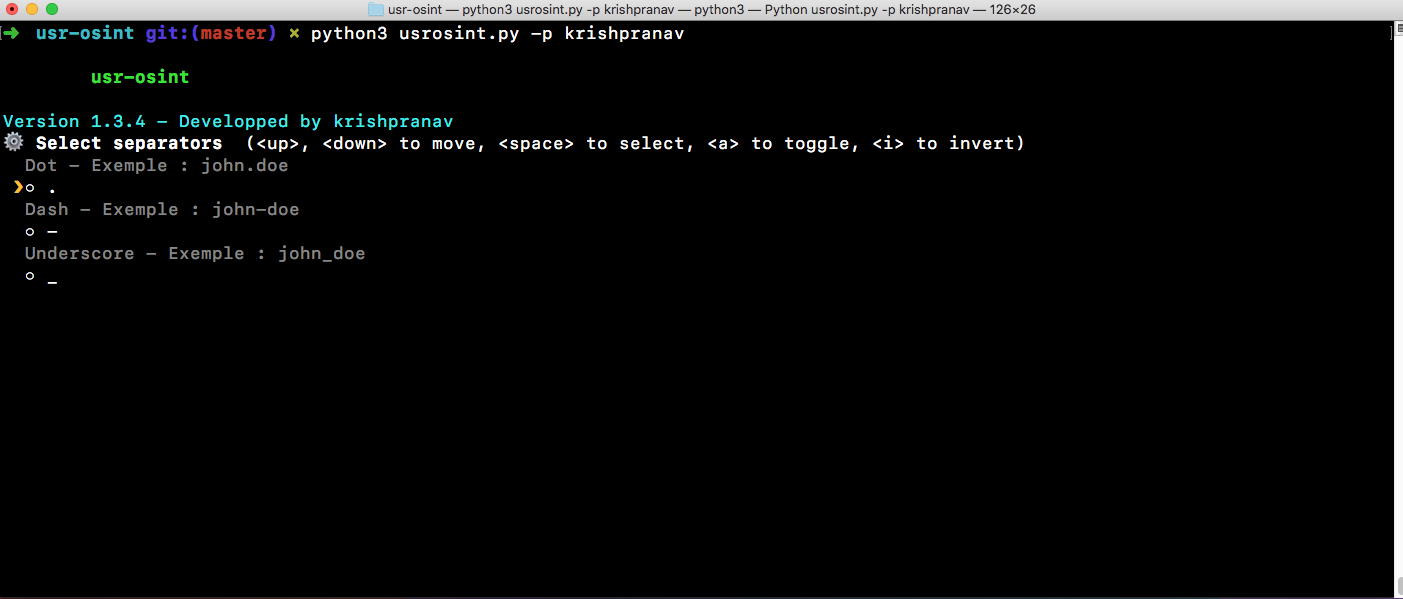 usr-osint — python3 usrosint.py -p krishpranav — python3 — Python usrosint.py -p krishpranav — 126×26
➜ usr-osint git:(master) × python3 usrosint.py -p krishpranav
usr-osint
Version 1.3.4 - Developped by krishpranav
Select separators (<up>, <down> to move, <space> to select, <a> to toggle, <i> to invert)
Dot - Exemple : john.doe
❯○ .
Dash - Exemple : john-doe
○ -
Underscore - Exemple : john_doe
○ _